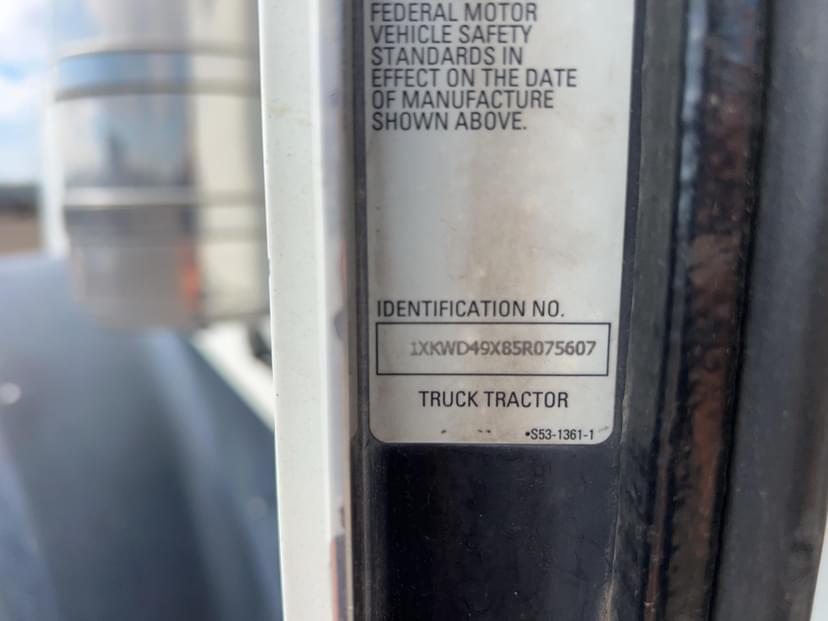 FEDERAL MOTOR
VEHICLE SAFETY
STANDARDS IN
EFFECT ON THE DATE
OF MANUFACTURE
SHOWN ABOVE.
IDENTIFICATION NO.
1XKWD49X85R075607
TRUCK TRACTOR
•S53-1361-1